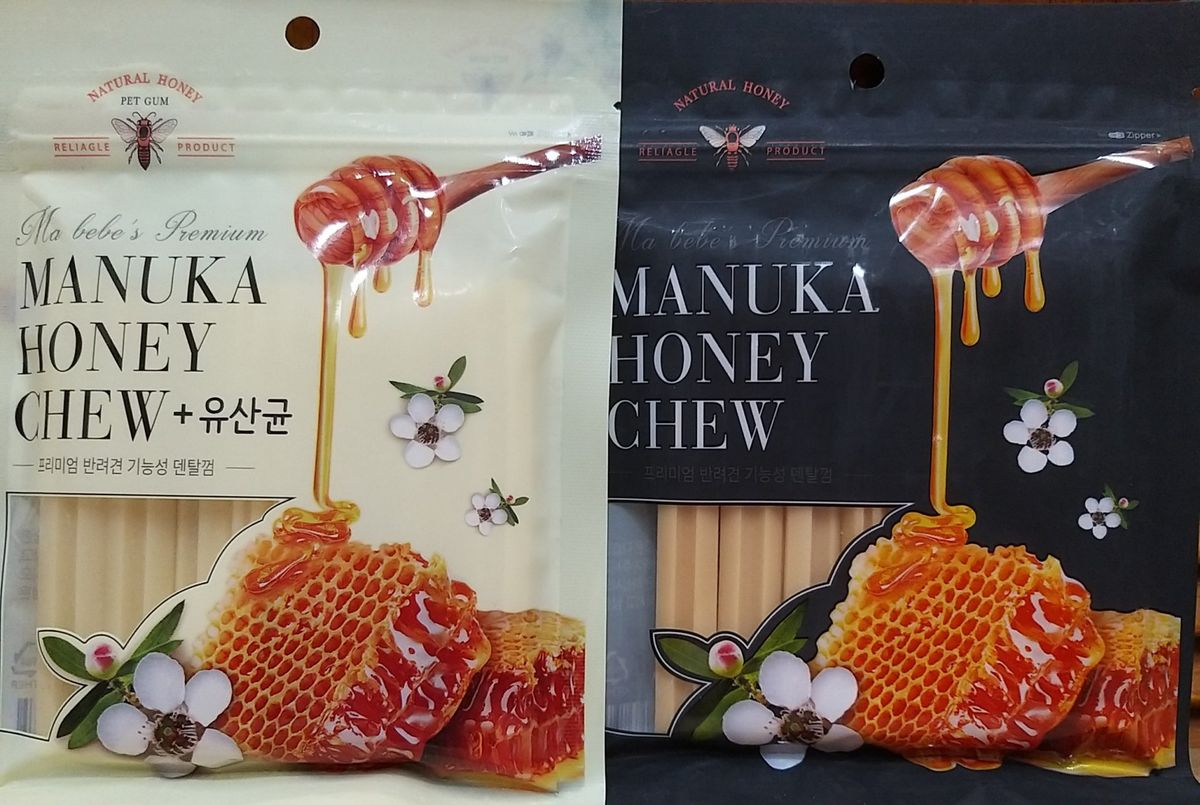 NATURAL HONEY
PET GUM
RELIAGLE PRODUCT
Ma bebe's Premium
MANUKA
HONEY
CHEW + 유산균
프리미엄 반려견 기능성 덴탈껌
NATURAL HONEY
RELIAGLE PRODUCT
Zipper
Ma bebe's Premium
MANUKA
HONEY
CHEW
프리미엄 반려견 기능성 덴탈껌